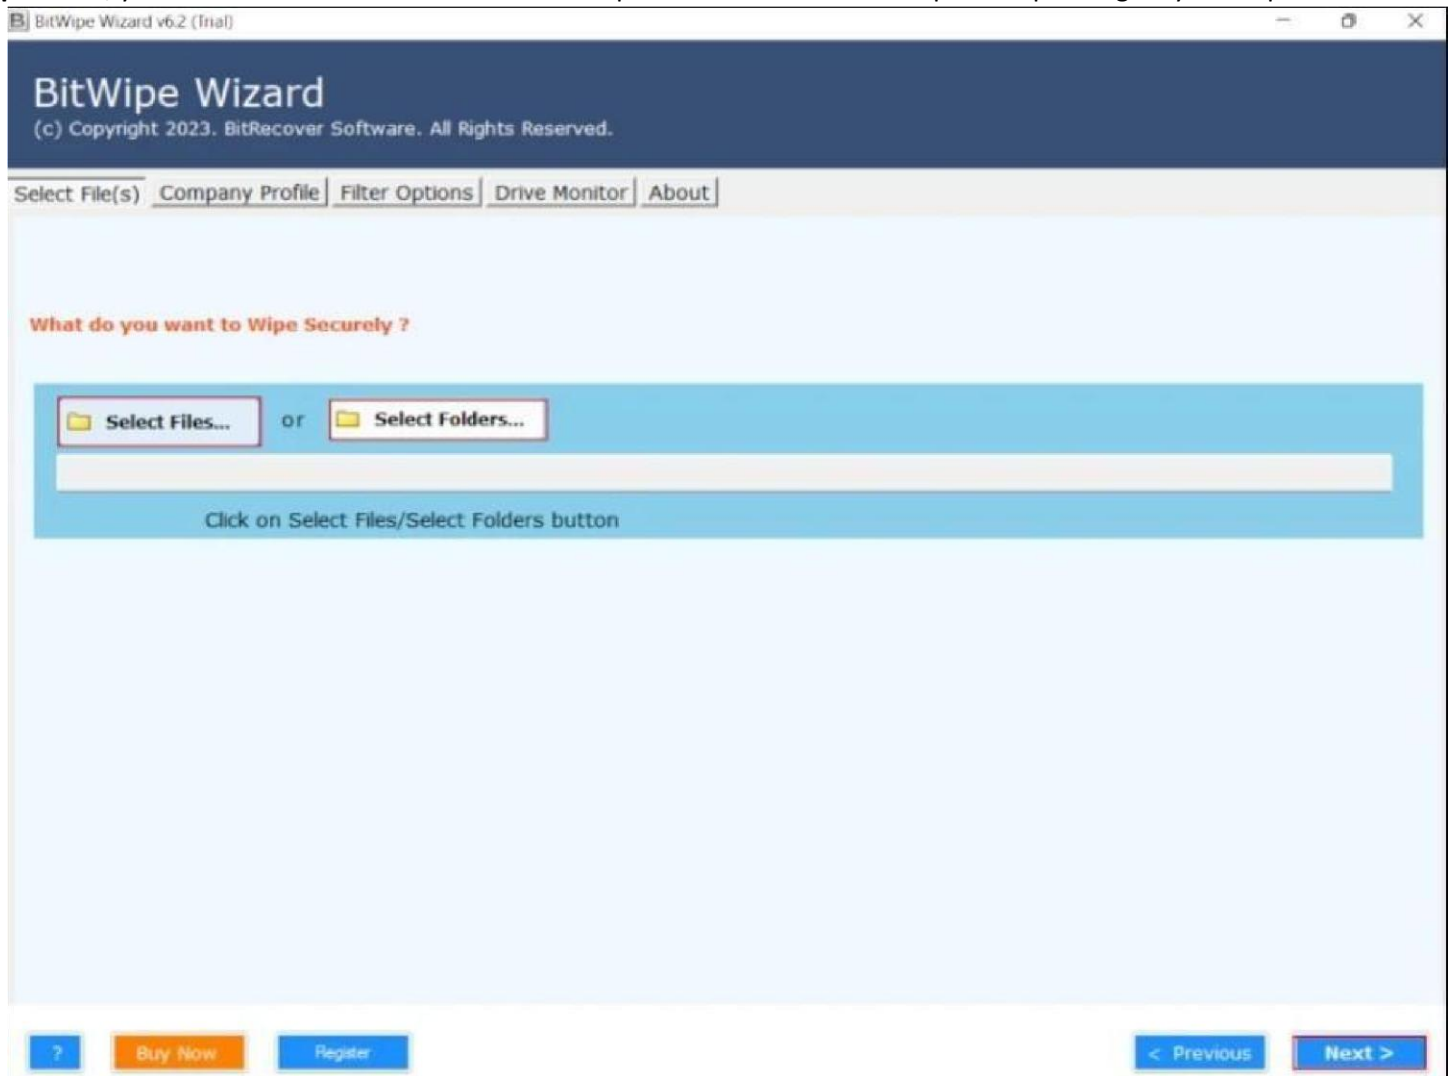 BitWipe Wizard v6.2 (Trial)
BitWipe Wizard
(c) Copyright 2023. BitRecover Software. All Rights Reserved.
Select File(s) Company Profile Filter Options Drive Monitor About
What do you want to Wipe Securely ?
Select Files... or Select Folders...
Click on Select Files/Select Folders button
? Buy Now Register < Previous Next >